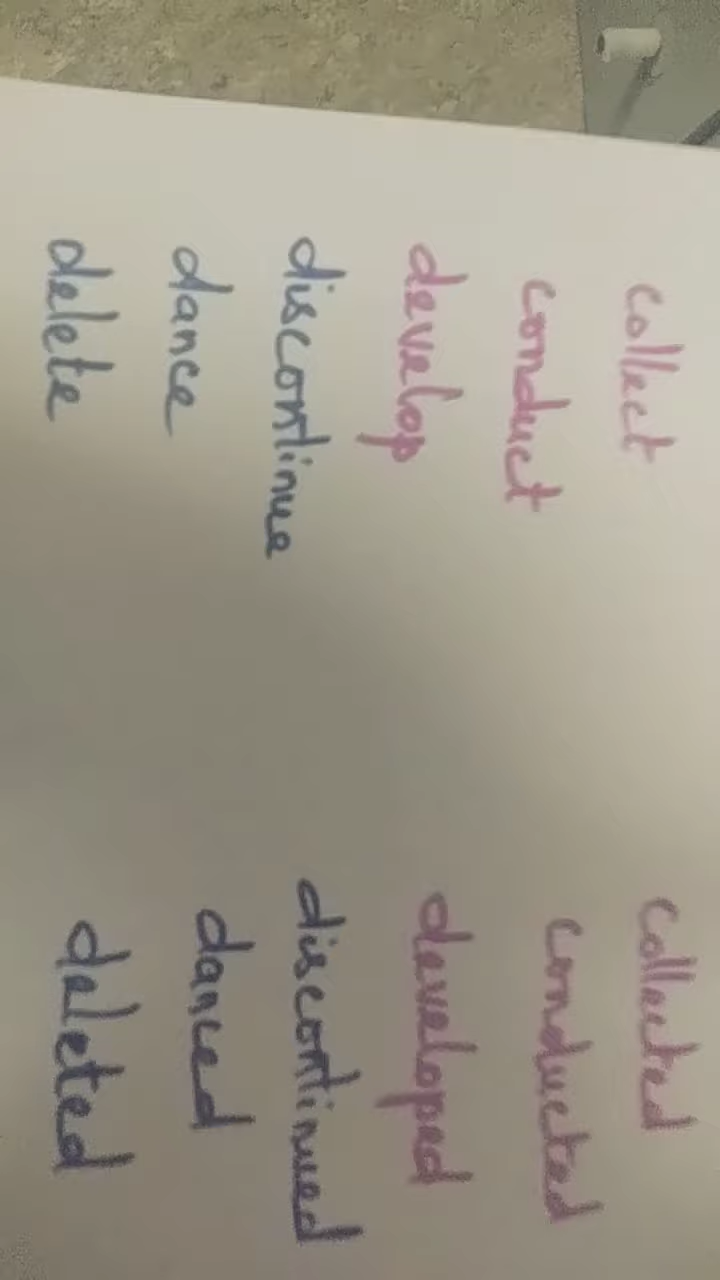 collect collected
conduct conducted
develop developed
discontinue discontinued
dance danced
delete deleted